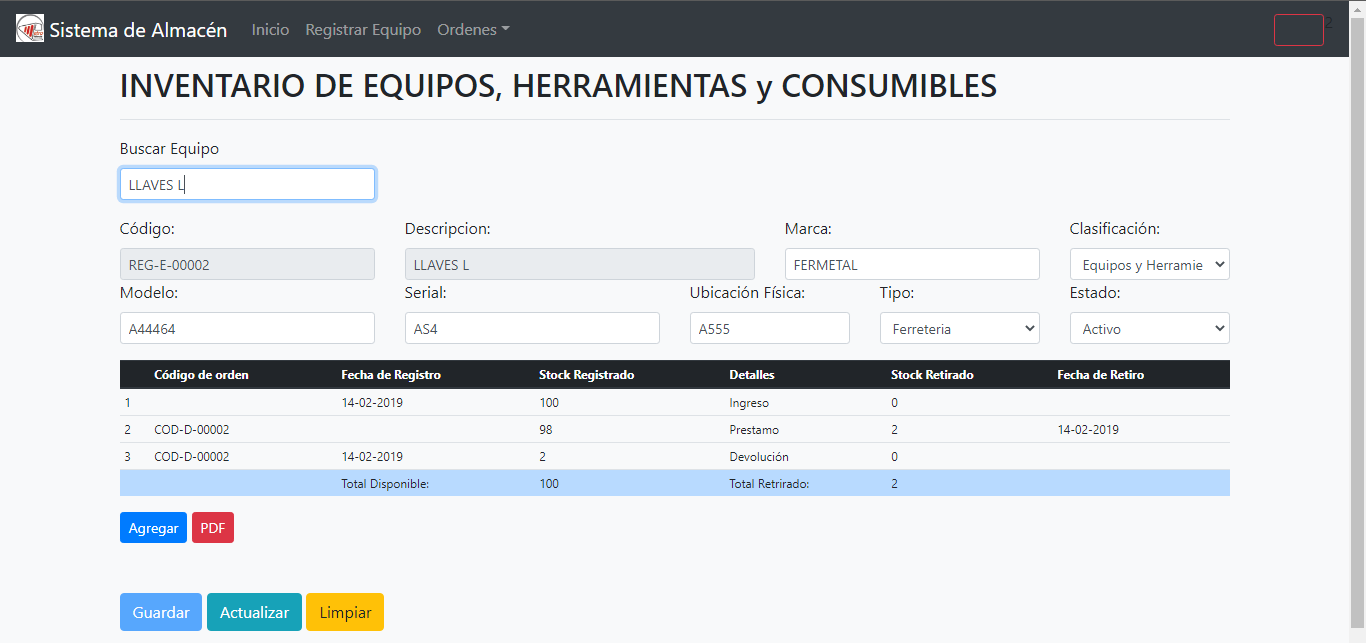 Sistema de Almacén Inicio Registrar Equipo Ordenes 2
INVENTARIO DE EQUIPOS, HERRAMIENTAS y CONSUMIBLES
Buscar Equipo
LLAVES L
Código: Descripcion: Marca: Clasificación:
REG-E-00002 LLAVES L FERMETAL Equipos y Herramie
Modelo: Serial: Ubicación Física: Tipo: Estado:
A44464 AS4 A555 Ferreteria Activo
Código de orden Fecha de Registro Stock Registrado Detalles Stock Retirado Fecha de Retiro
1 14-02-2019 100 Ingreso 0
2 COD-D-00002 98 Prestamo 2 14-02-2019
3 COD-D-00002 14-02-2019 2 Devolución 0
Total Disponible: 100 Total Retrirado: 2
Agregar PDF
Guardar Actualizar Limpiar